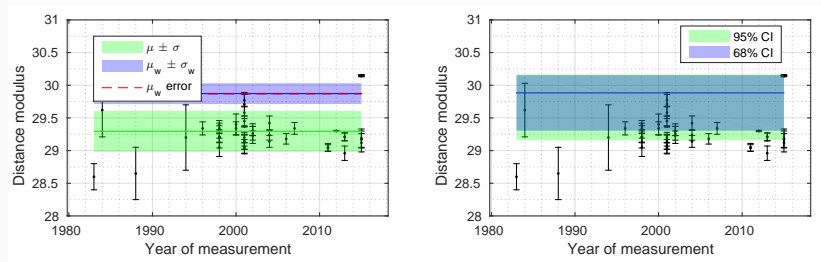 31
30.5
30
29.5
29
28.5
28
1980
1990
2000
2010
Distance modulus
Year of measurement
μ ± σ
μw ± σw
μw error
31
30.5
30
29.5
29
28.5
28
1980
1990
2000
2010
Distance modulus
Year of measurement
95% CI
68% CI